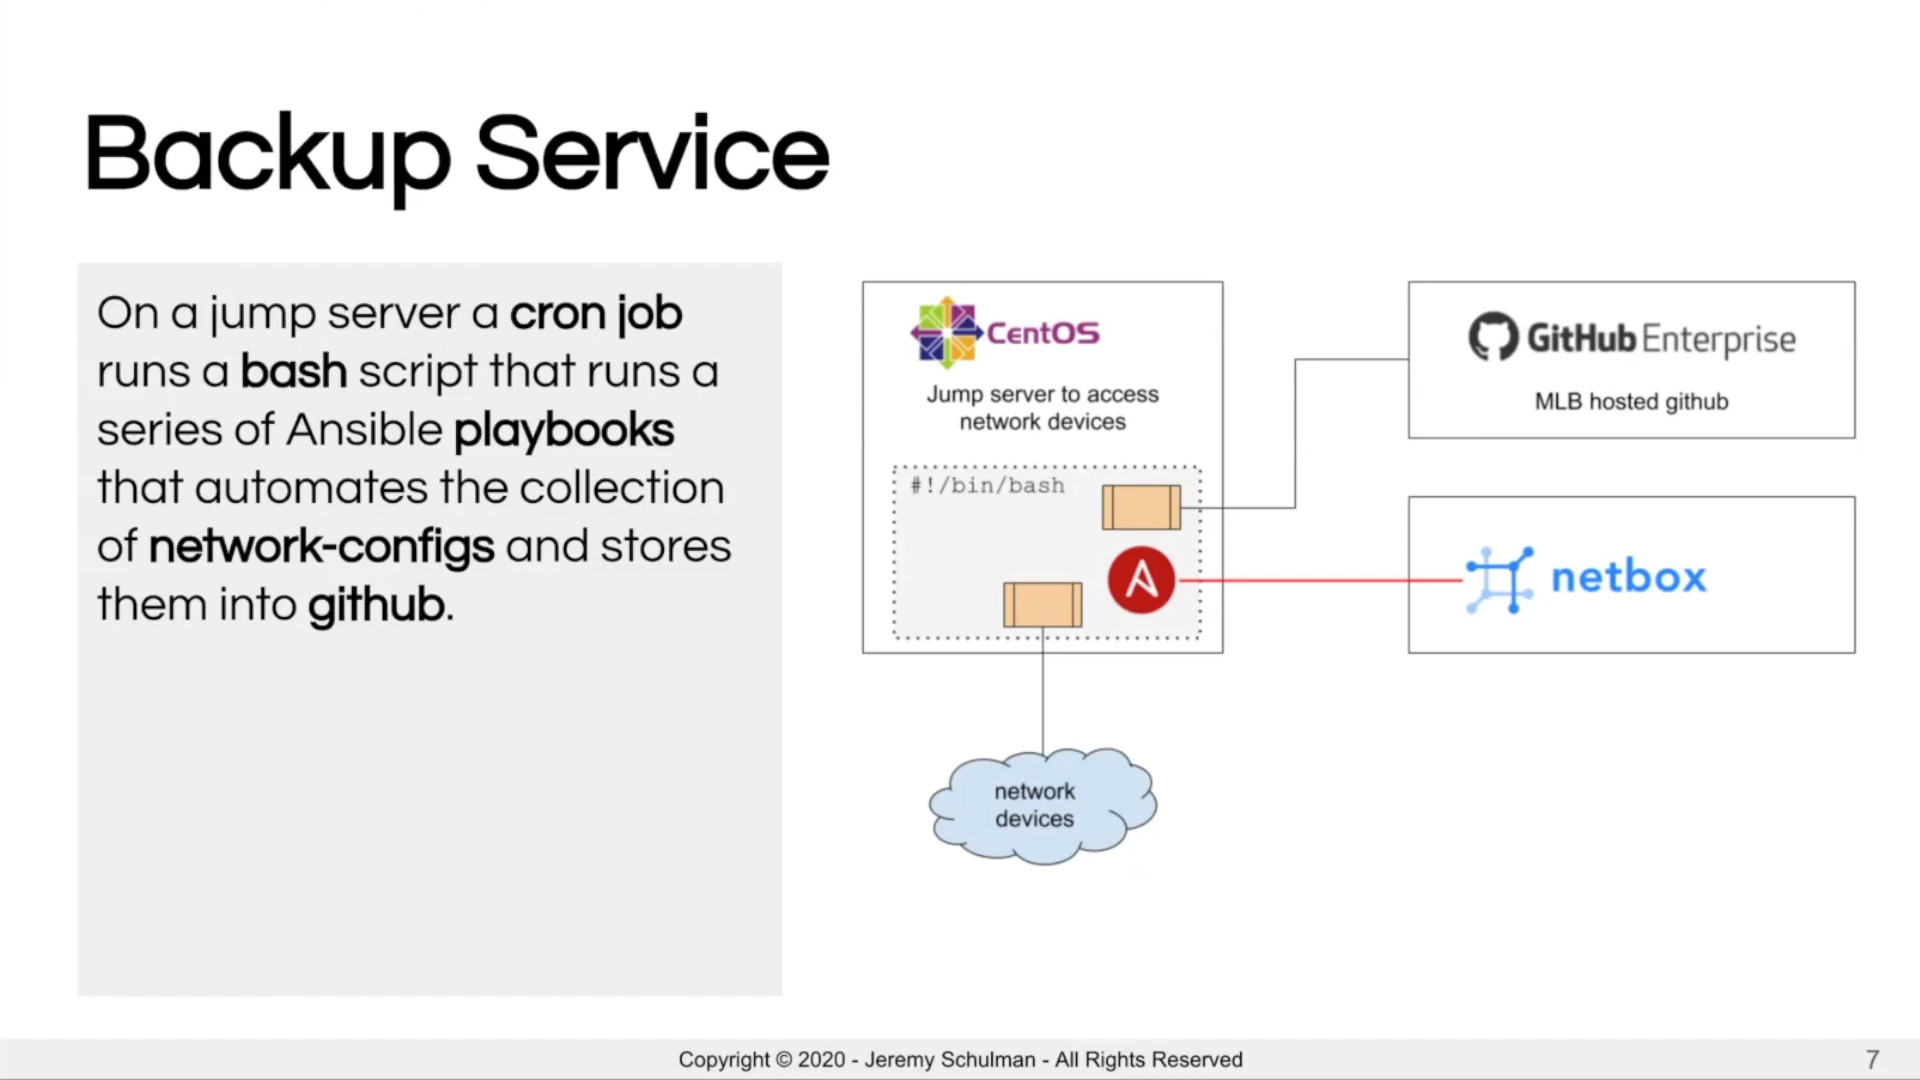 Backup Service
On a jump server a cron job
runs a bash script that runs a
series of Ansible playbooks
that automates the collection
of network-configs and stores
them into github.
CentOS
Jump server to access
network devices
#!/bin/bash
A
GitHub Enterprise
MLB hosted github
netbox
network
devices
Copyright © 2020 - Jeremy Schulman - All Rights Reserved
7